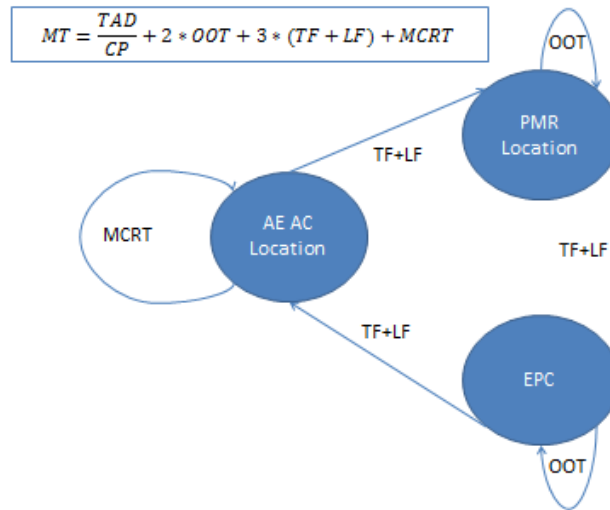 MT = TAD/CP + 2 * OOT + 3 * (TF + LF) + MCRT
OOT
PMR
Location
TF+LF
AE AC
Location
MCRT
TF+LF
TF+LF
EPC
OOT